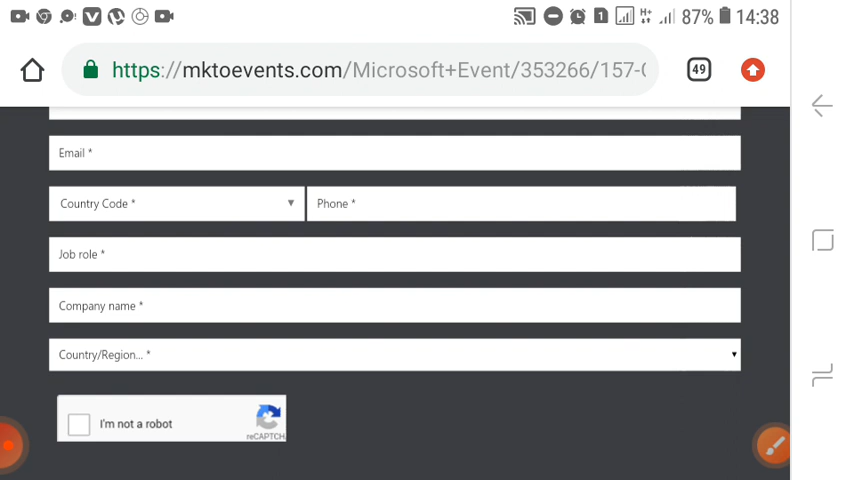 1 H+ 87% 14:38
https://mktoevents.com/Microsoft+Event/353266/157-
49
Email *
Country Code * Phone *
Job role *
Company name *
Country/Region... *
I'm not a robot
reCAPTCH